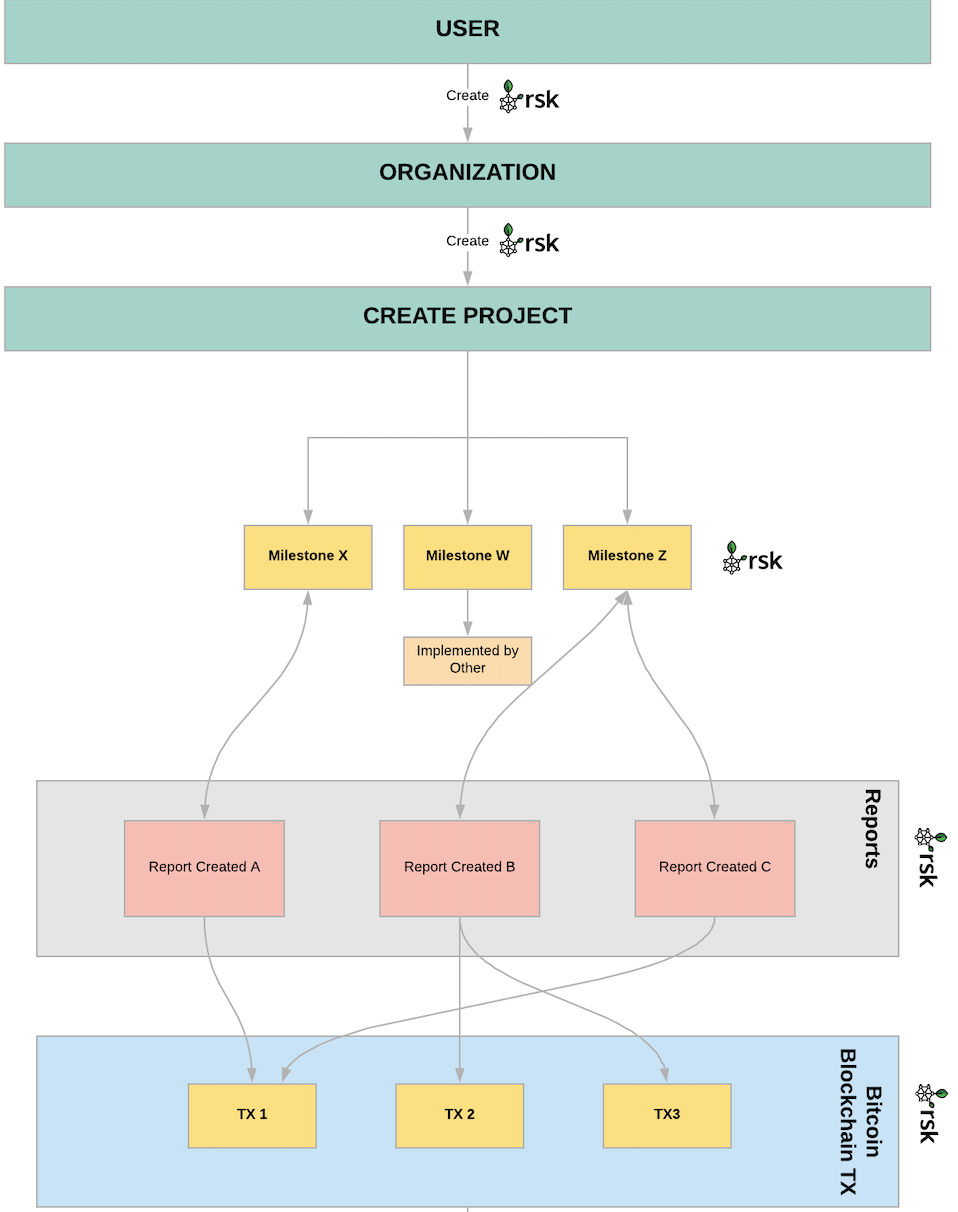 USER
Create
rsk
ORGANIZATION
Create
rsk
CREATE PROJECT
Milestone X
Milestone W
Milestone Z
rsk
Implemented by
Other
Reports
rsk
Report Created A
Report Created B
Report Created C
Bitcoin
Blockchain TX
rsk
TX 1
TX 2
TX3